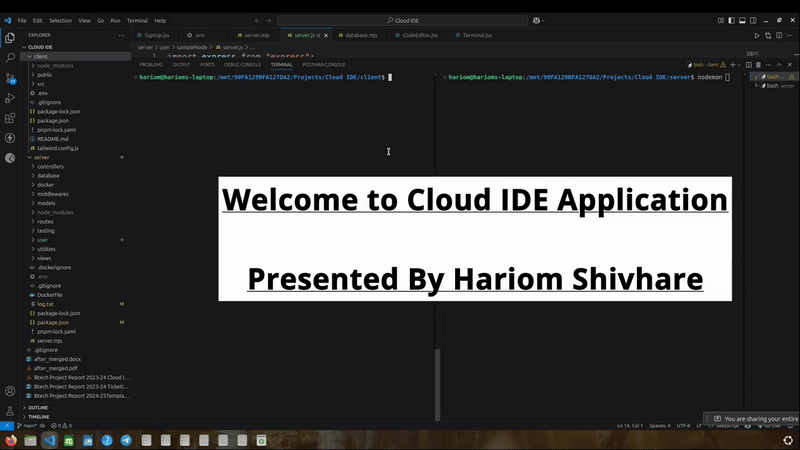 File Edit Selection View Go Run Terminal Help
Cloud IDE
EXPLORER
SignUp.jsx
.env
server.mjs
server.js U
database.mjs
CodeEditor.jsx
Terminal.jsx
server > user > sampleNode > server.js > ...
import express from "express";
PROBLEMS OUTPUT PORTS DEBUG CONSOLE TERMINAL POSTMAN CONSOLE
bash - client
hariom@harioms-laptop:/mnt/90FA129BFA127DA2/Projects/Cloud IDE/client$
hariom@harioms-laptop:/mnt/90FA129BFA127DA2/Projects/Cloud IDE/server$ nodemon
bash...
bash server
CLOUD IDE
client
node_modules
public
src
.env
.gitignore
package-lock.json
package.json
pnpm-lock.yaml
README.md
tailwind.config.js
server
controllers
database
docker
middlewares
models
node_modules
routes
testing
user
utilities
views
.dockerignore
.env
.gitignore
Dockerfile
log.txt M
package-lock.json
package.json M
pnpm-lock.yaml
server.mjs
.gitignore
after_merged.docx
after_merged.pdf
Btech Project Report 2023-24 Cloud I...
Btech Project Report 2023-24 Ticketi...
Btech Project Report 2024-25Templa...
OUTLINE
TIMELINE
Welcome to Cloud IDE Application
Presented By Hariom Shivhare
You are sharing your entire
main*
0 0
Ln 14, Col 1 Spaces: 4 UTF-8 LF